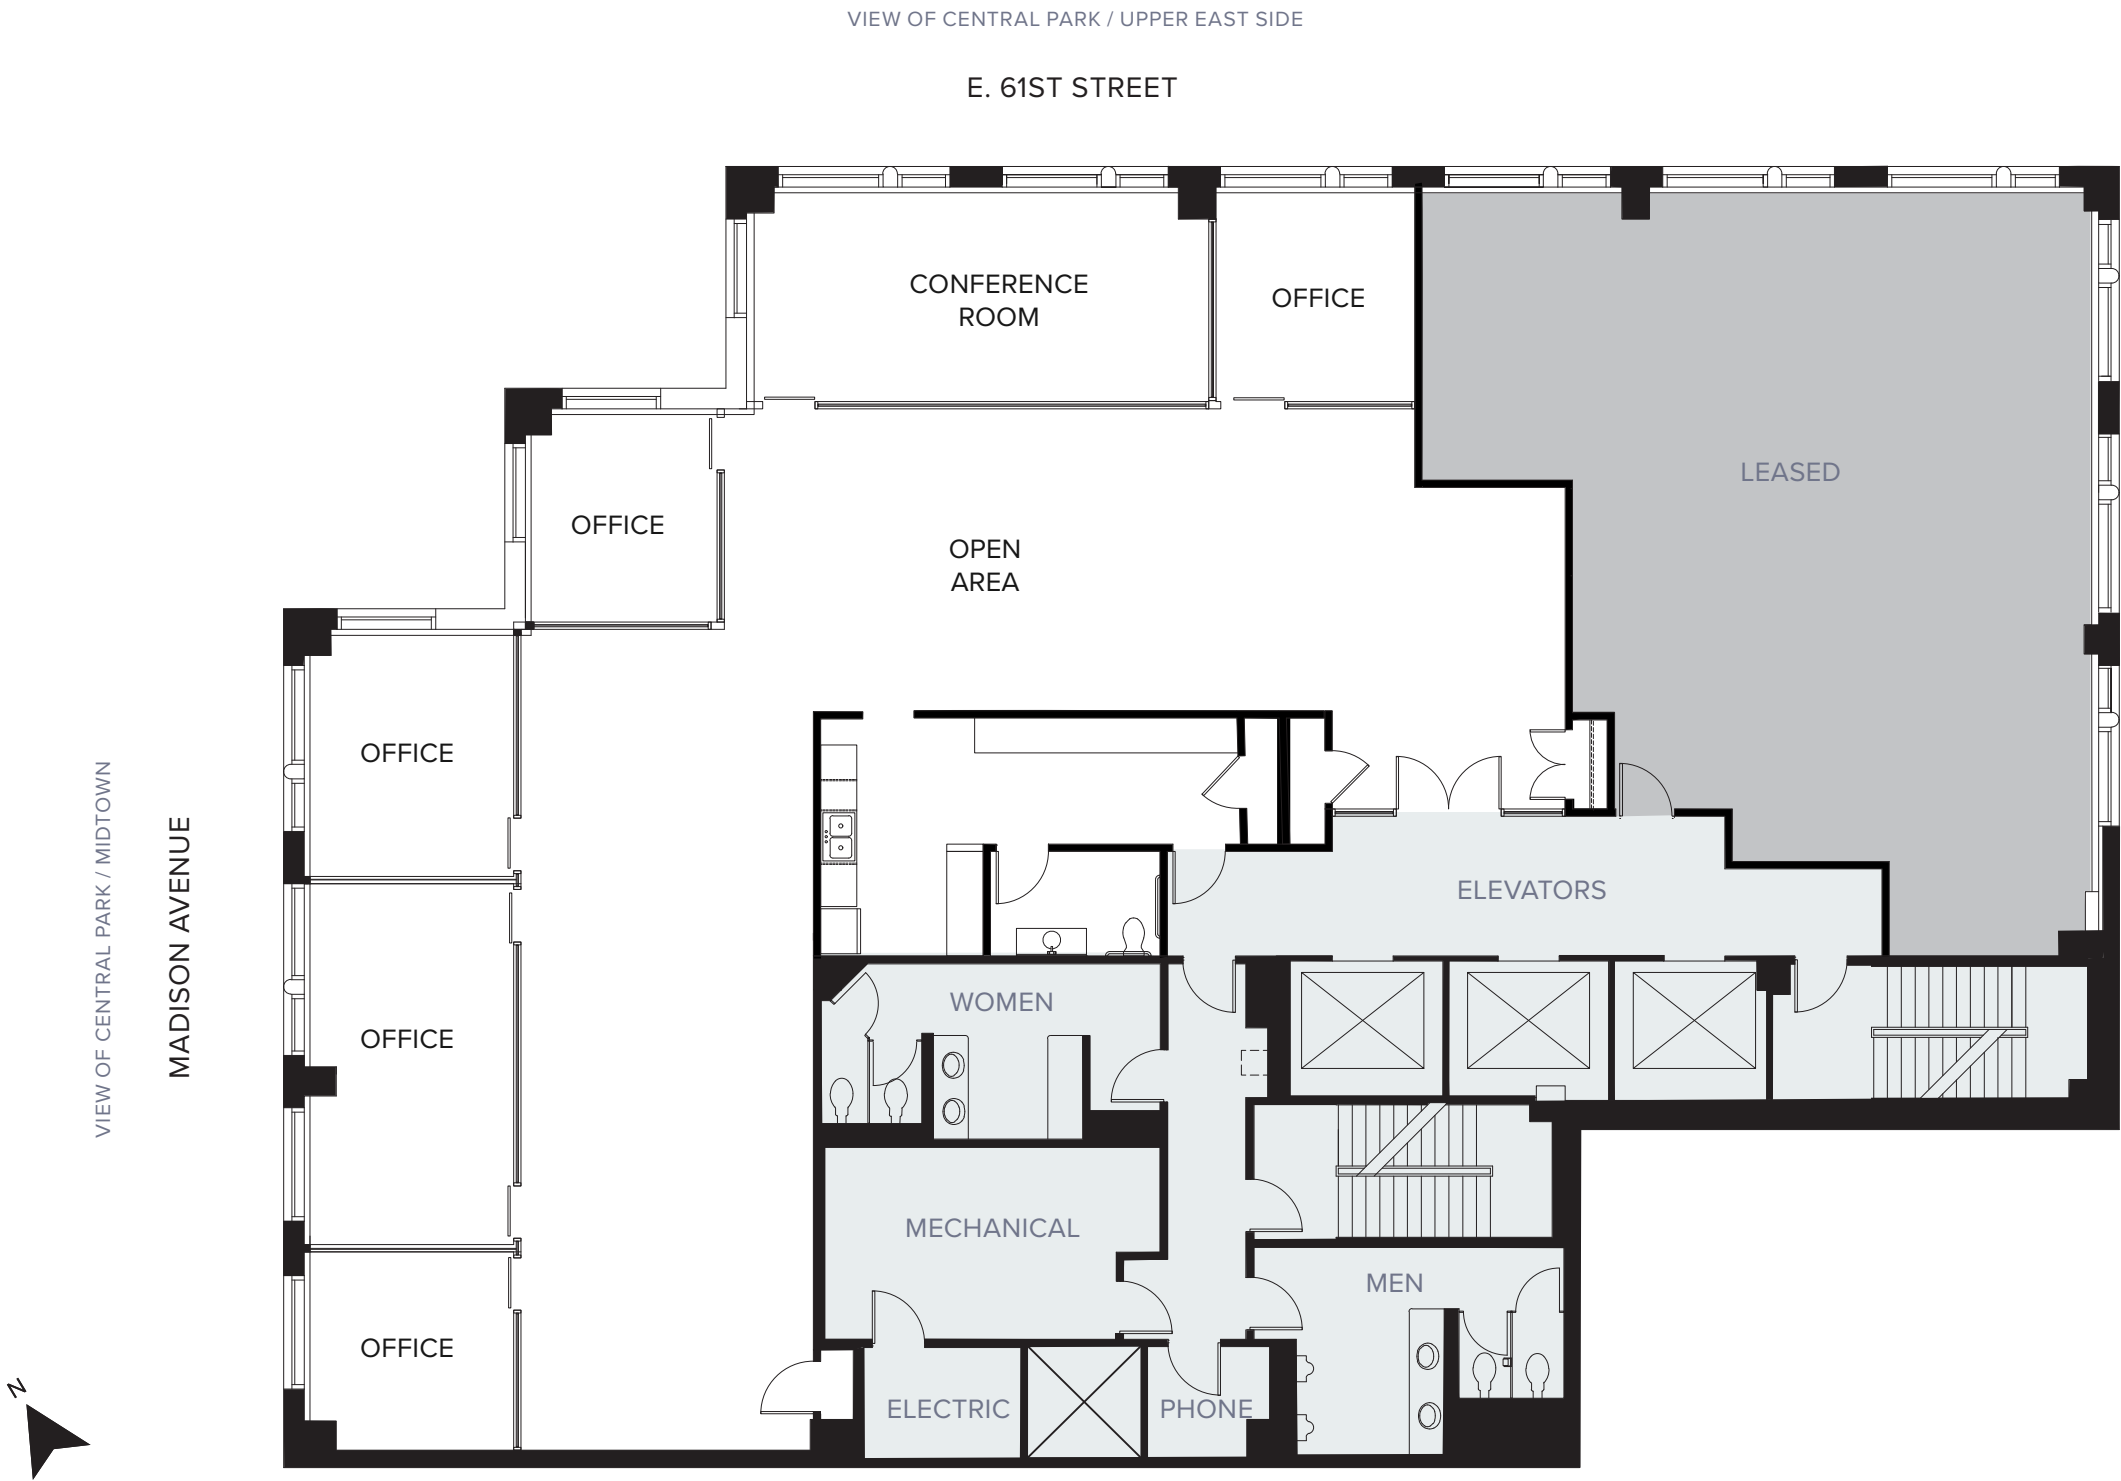 VIEW OF CENTRAL PARK / UPPER EAST SIDE
E. 61ST STREET
CONFERENCE
ROOM
OFFICE
LEASED
OFFICE
OPEN
AREA
OFFICE
VIEW OF CENTRAL PARK / MIDTOWN
MADISON AVENUE
ELEVATORS
WOMEN
OFFICE
MECHANICAL
MEN
OFFICE
N
ELECTRIC
PHONE